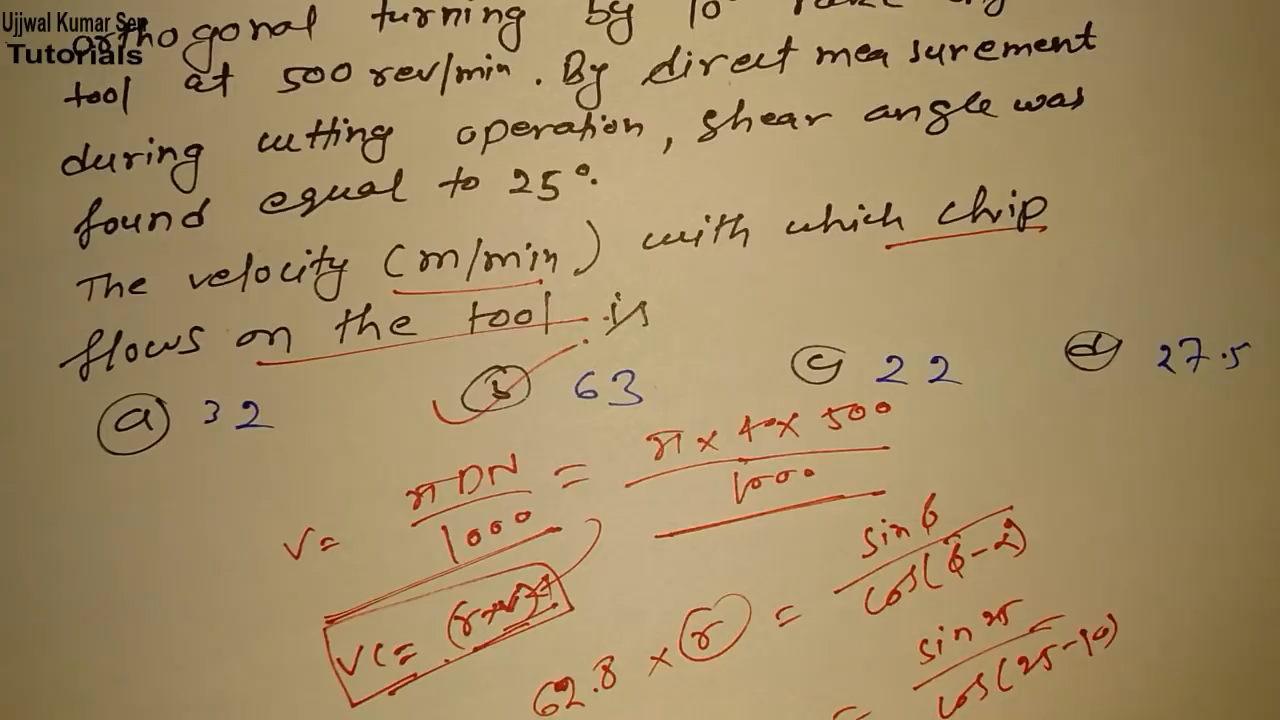 Ujjwal Kumar Sen
Tutorials
orthogonal turning by 10°
tool at 500 rev/min. By direct measurement
during cutting operation, shear angle was
found equal to 25°.
The velocity (m/min) with which chip
flows on the tool is
(a) 32 (b) 63 (c) 22 (d) 27.5
V = πDN/1000 = π × 40 × 500/1000
Vc = (r × V)
62.8 × r = sin ϕ/cos(ϕ-α)
= sin 25/cos(25-10)